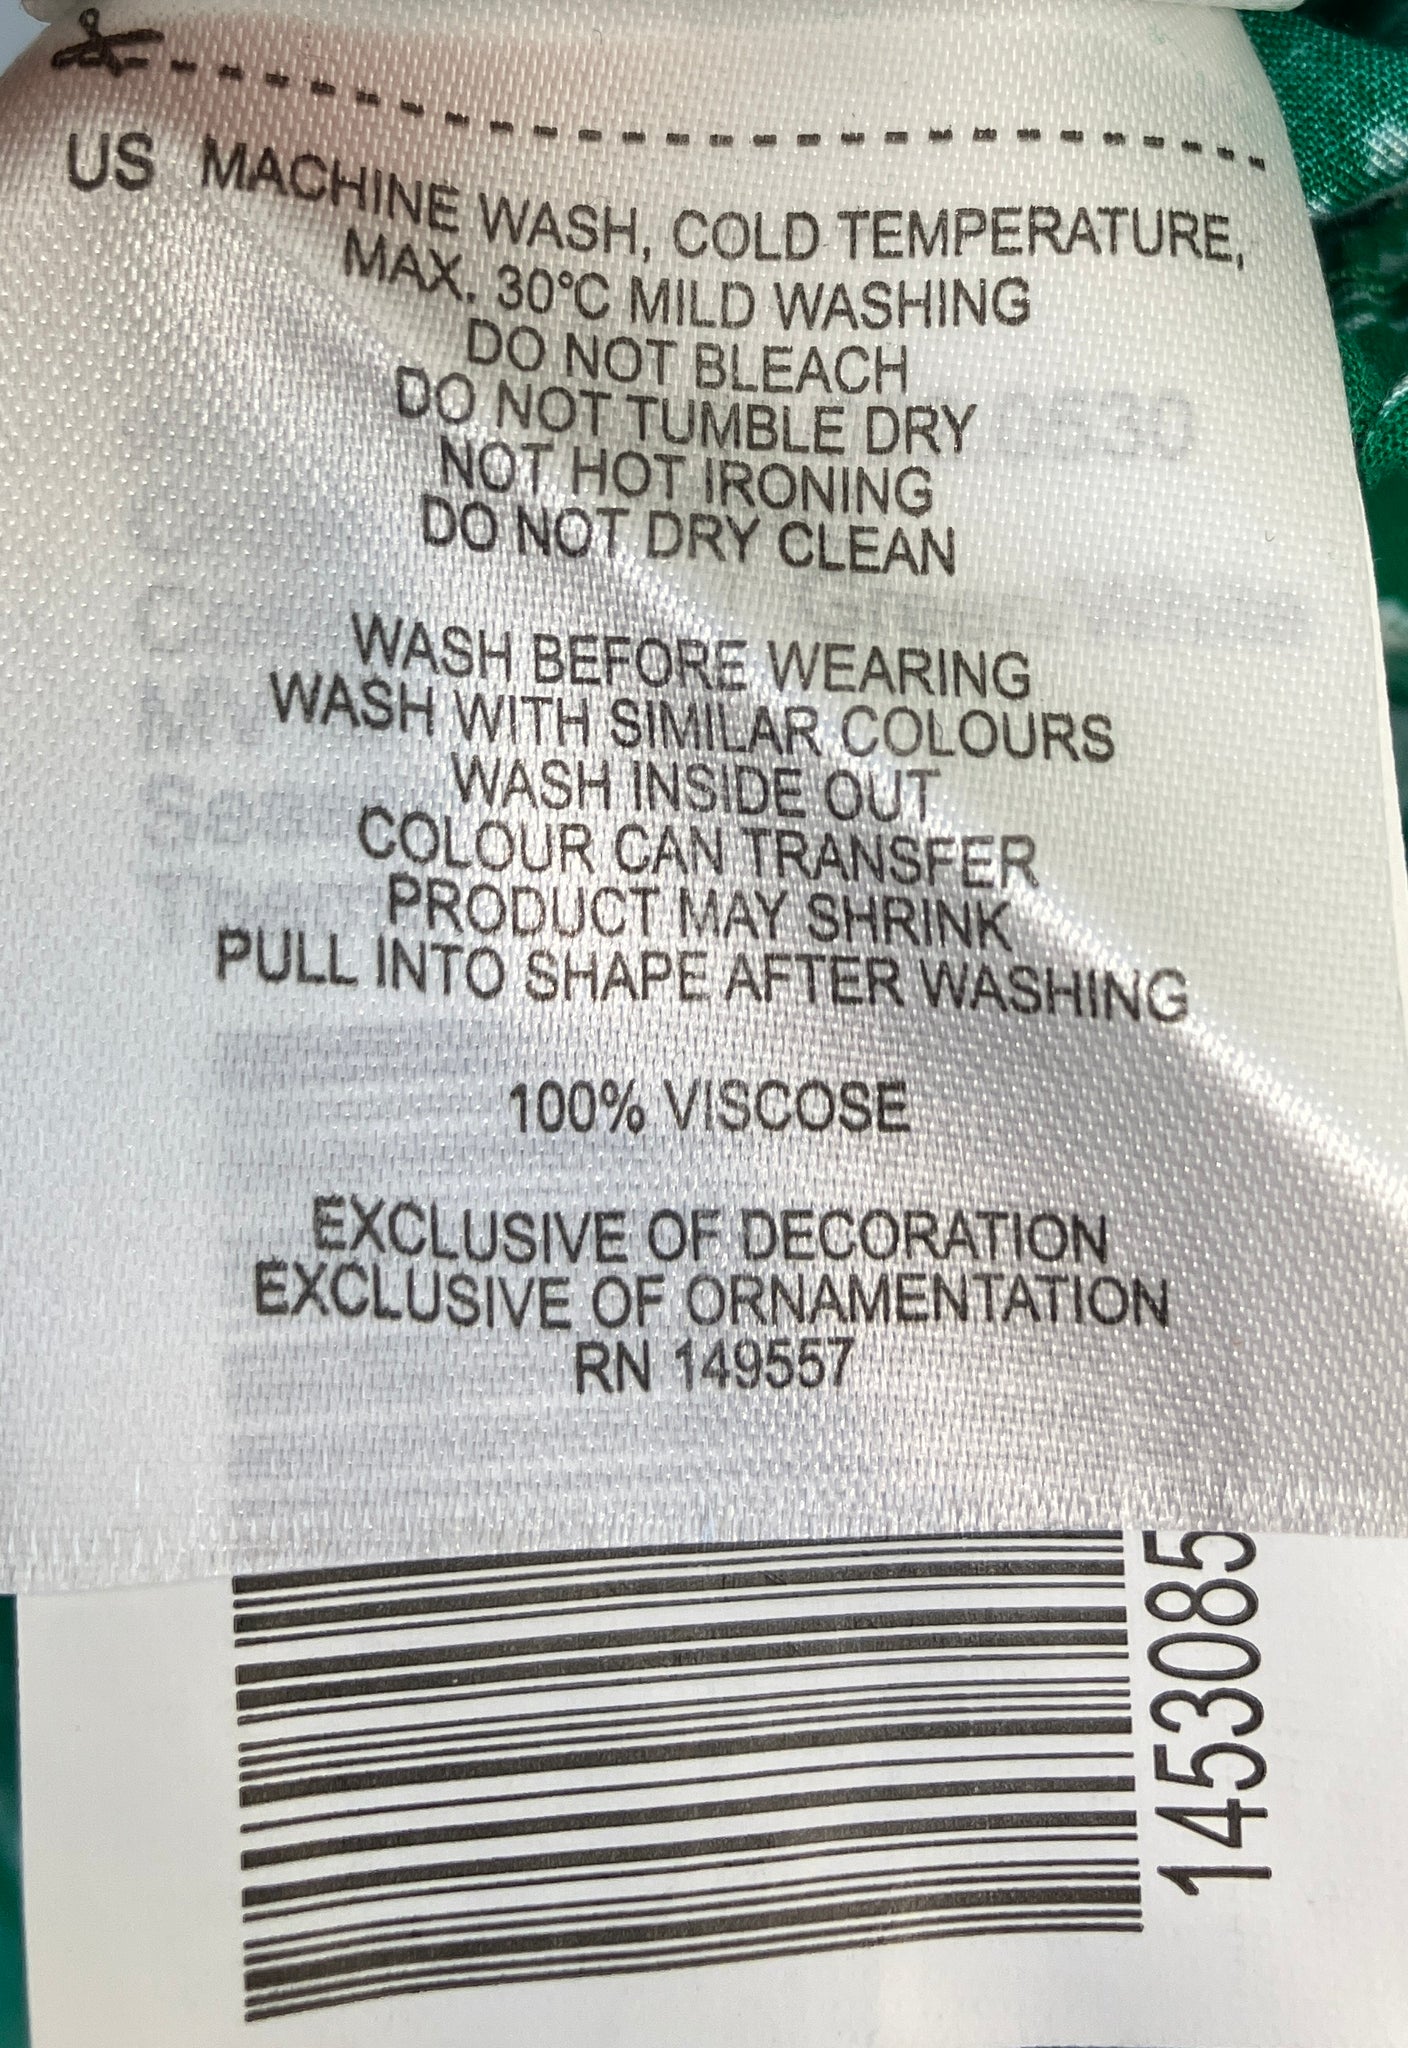 US MACHINE WASH, COLD TEMPERATURE,
MAX. 30°C MILD WASHING
DO NOT BLEACH
DO NOT TUMBLE DRY
NOT HOT IRONING
DO NOT DRY CLEAN
WASH BEFORE WEARING
WASH WITH SIMILAR COLOURS
WASH INSIDE OUT
COLOUR CAN TRANSFER
PRODUCT MAY SHRINK
PULL INTO SHAPE AFTER WASHING
100% VISCOSE
EXCLUSIVE OF DECORATION
EXCLUSIVE OF ORNAMENTATION
RN 149557
1453085